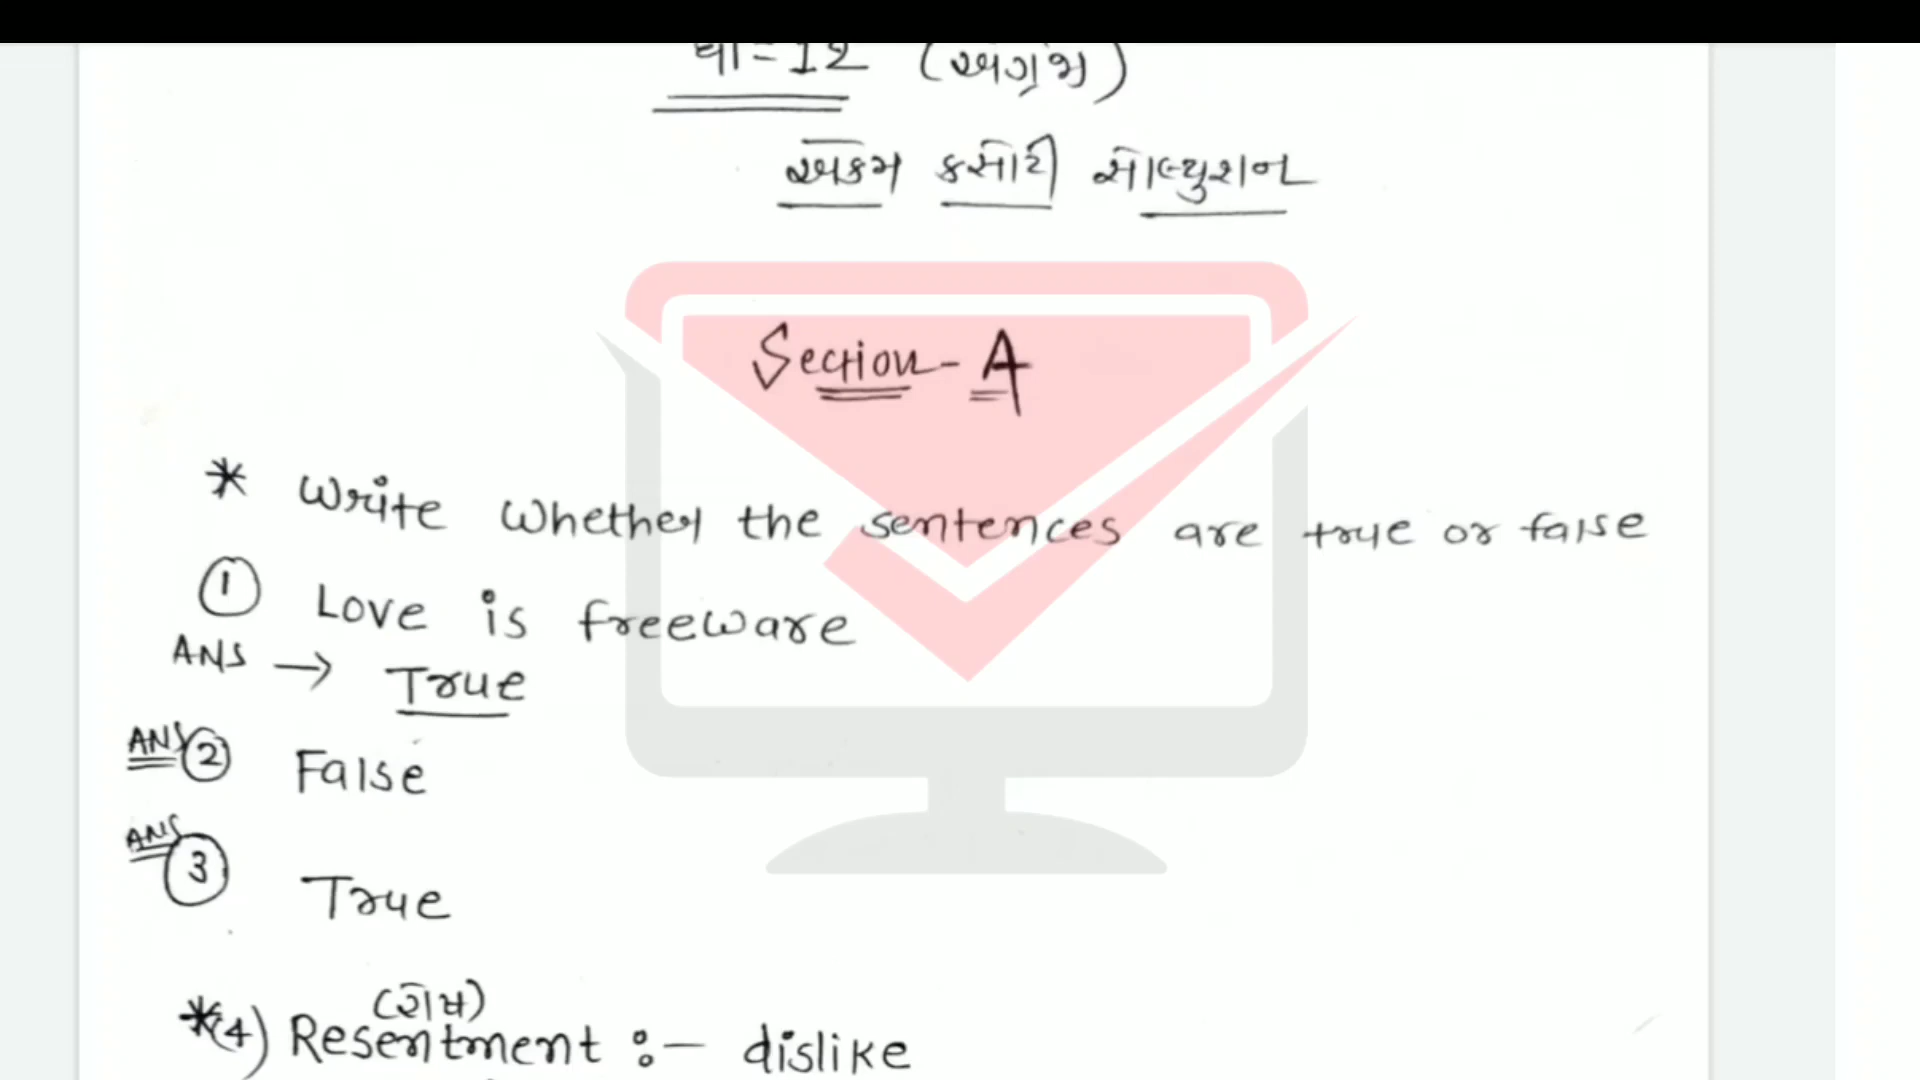 ધો-12 (અંગ્રેજી)
એકમ કસોટી સોલ્યુશન
Section-A
* Write whether the sentences are true or false
① Love is freeware
ANS → True
ANS ② False
ANS ③ True
(રોષ)
*(4) Resentment :- dislike